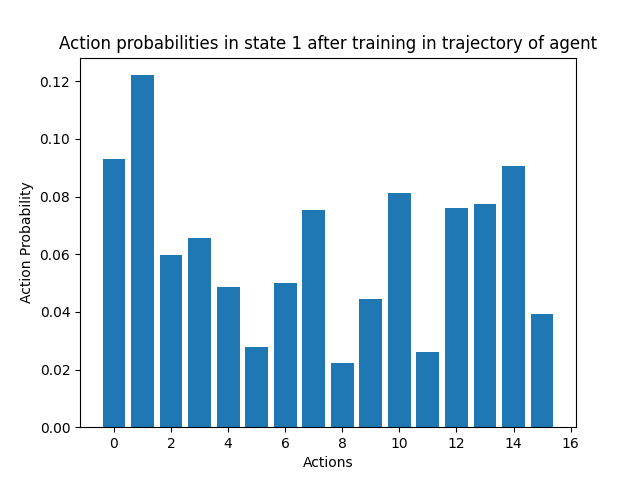 Action probabilities in state 1 after training in trajectory of agent
0.12
0.10
0.08
0.06
0.04
0.02
0.00
Action Probability
0 2 4 6 8 10 12 14 16
Actions